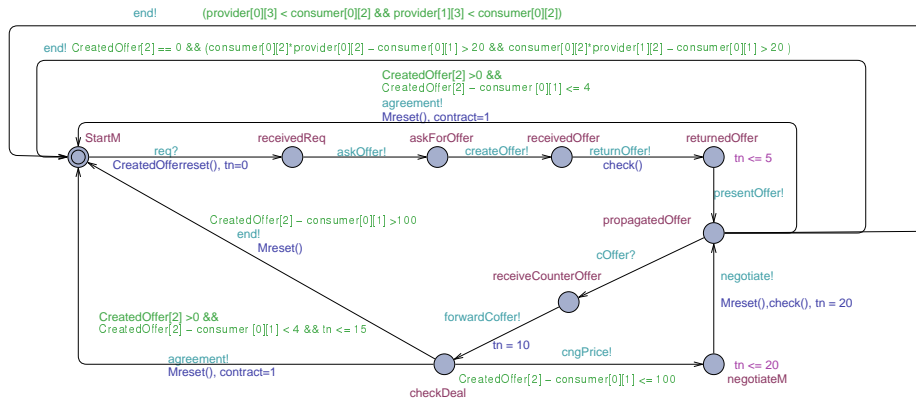 end! (provider[0][3] < consumer[0][2] && provider[1][3] < consumer[0][2])
end! CreatedOffer[2] == 0 && (consumer[0][2]*provider[0][2] – consumer[0][1] > 20 && consumer[0][2]*provider[1][2] – consumer[0][1] > 20 )
CreatedOffer[2] >0 &&
CreatedOffer[2] – consumer [0][1] <= 4
agreement!
Mreset(), contract=1
StartM receivedReq askForOffer receivedOffer returnedOffer
req? askOffer! createOffer! returnOffer! tn <= 5
CreatedOfferreset(), tn=0 check()
presentOffer!
CreatedOffer[2] – consumer[0][1] >100 propagatedOffer
end!
Mreset() cOffer?
receiveCounterOffer negotiate!
Mreset(),check(), tn = 20
CreatedOffer[2] >0 && forwardCoffer!
CreatedOffer[2] – consumer [0][1] < 4 && tn <= 15
tn = 10
agreement! cngPrice! tn <= 20
Mreset(), contract=1 CreatedOffer[2] – consumer[0][1] <= 100 negotiateM
checkDeal